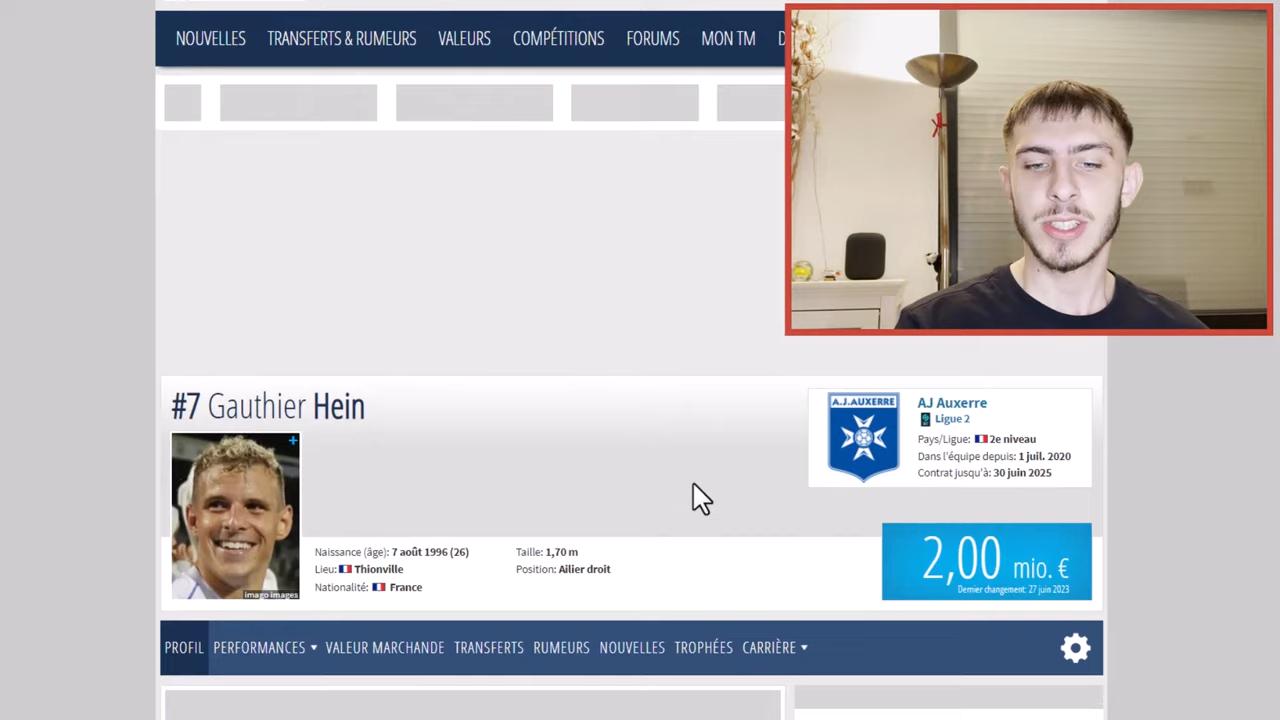 NOUVELLES TRANSFERTS & RUMEURS VALEURS COMPÉTITIONS FORUMS MON TM D
#7 Gauthier Hein
A.J.AUXERRE
AJ Auxerre
Ligue 2
Pays/Ligue: 2e niveau
Dans l'équipe depuis: 1 juil. 2020
Contrat jusqu'à: 30 juin 2025
+
imago images
Naissance (âge): 7 août 1996 (26)
Lieu: Thionville
Nationalité: France
Taille: 1,70 m
Position: Ailier droit
2,00 mio. €
Dernier changement: 27 juin 2023
PROFIL PERFORMANCES VALEUR MARCHANDE TRANSFERTS RUMEURS NOUVELLES TROPHÉES CARRIÈRE